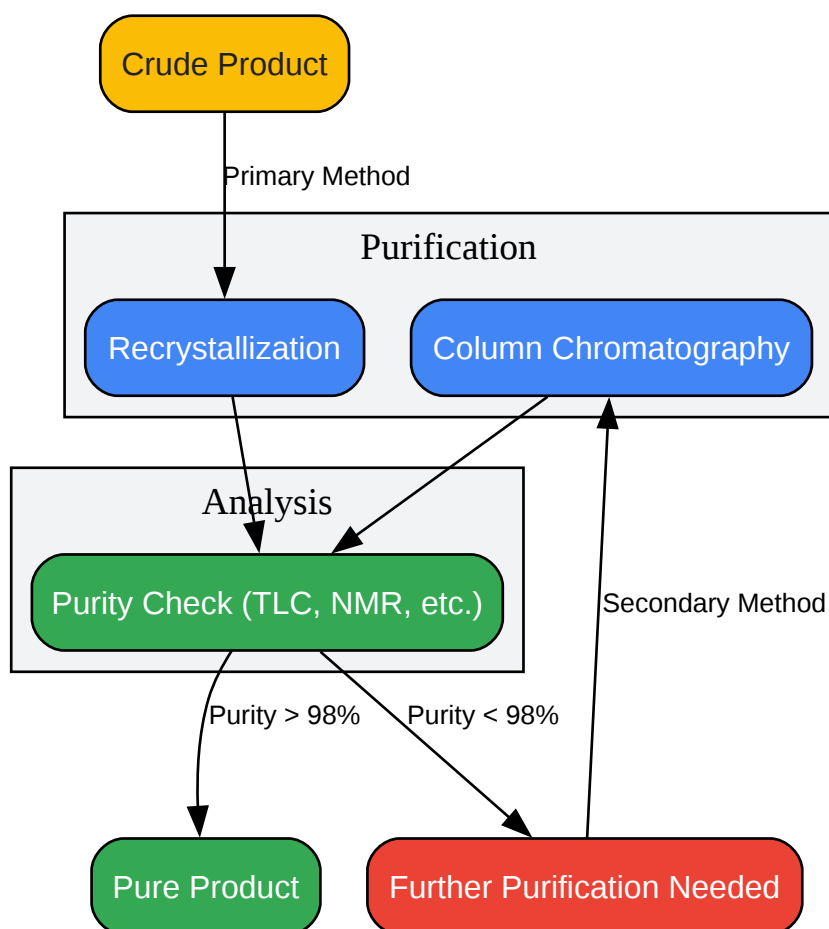 Crude Product
Primary Method
Purification
Recrystallization
Column Chromatography
Analysis
Purity Check (TLC, NMR, etc.)
Secondary Method
Purity > 98%
Purity < 98%
Pure Product
Further Purification Needed